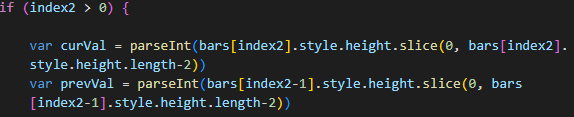 if (index2 > 0) {
var curVal = parseInt(bars[index2].style.height.slice(0, bars[index2].
style.height.length-2))
var prevVal = parseInt(bars[index2-1].style.height.slice(0, bars
[index2-1].style.height.length-2))